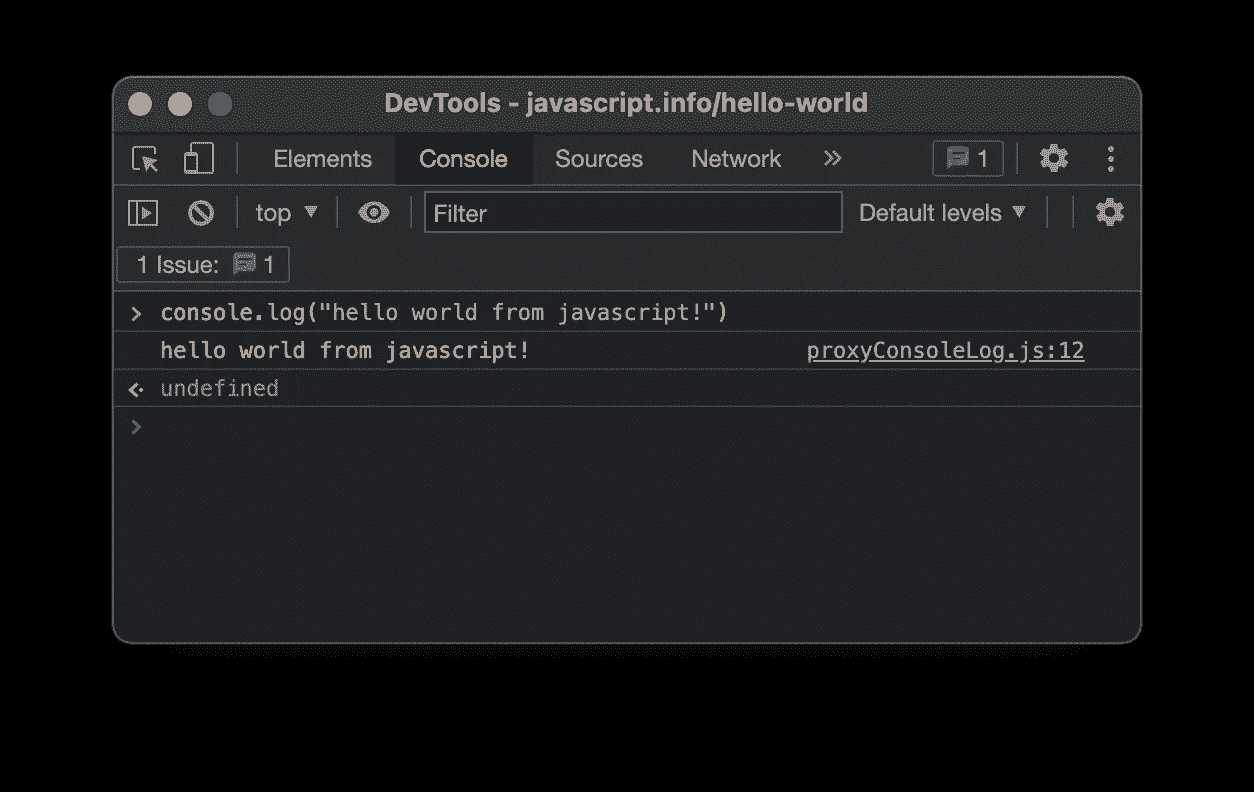 DevTools - javascript.info/hello-world
Elements Console Sources Network » 1
top ▼ Filter Default levels ▼
1 Issue: 1
> console.log("hello world from javascript!")
hello world from javascript! proxyConsoleLog.js:12
undefined
>